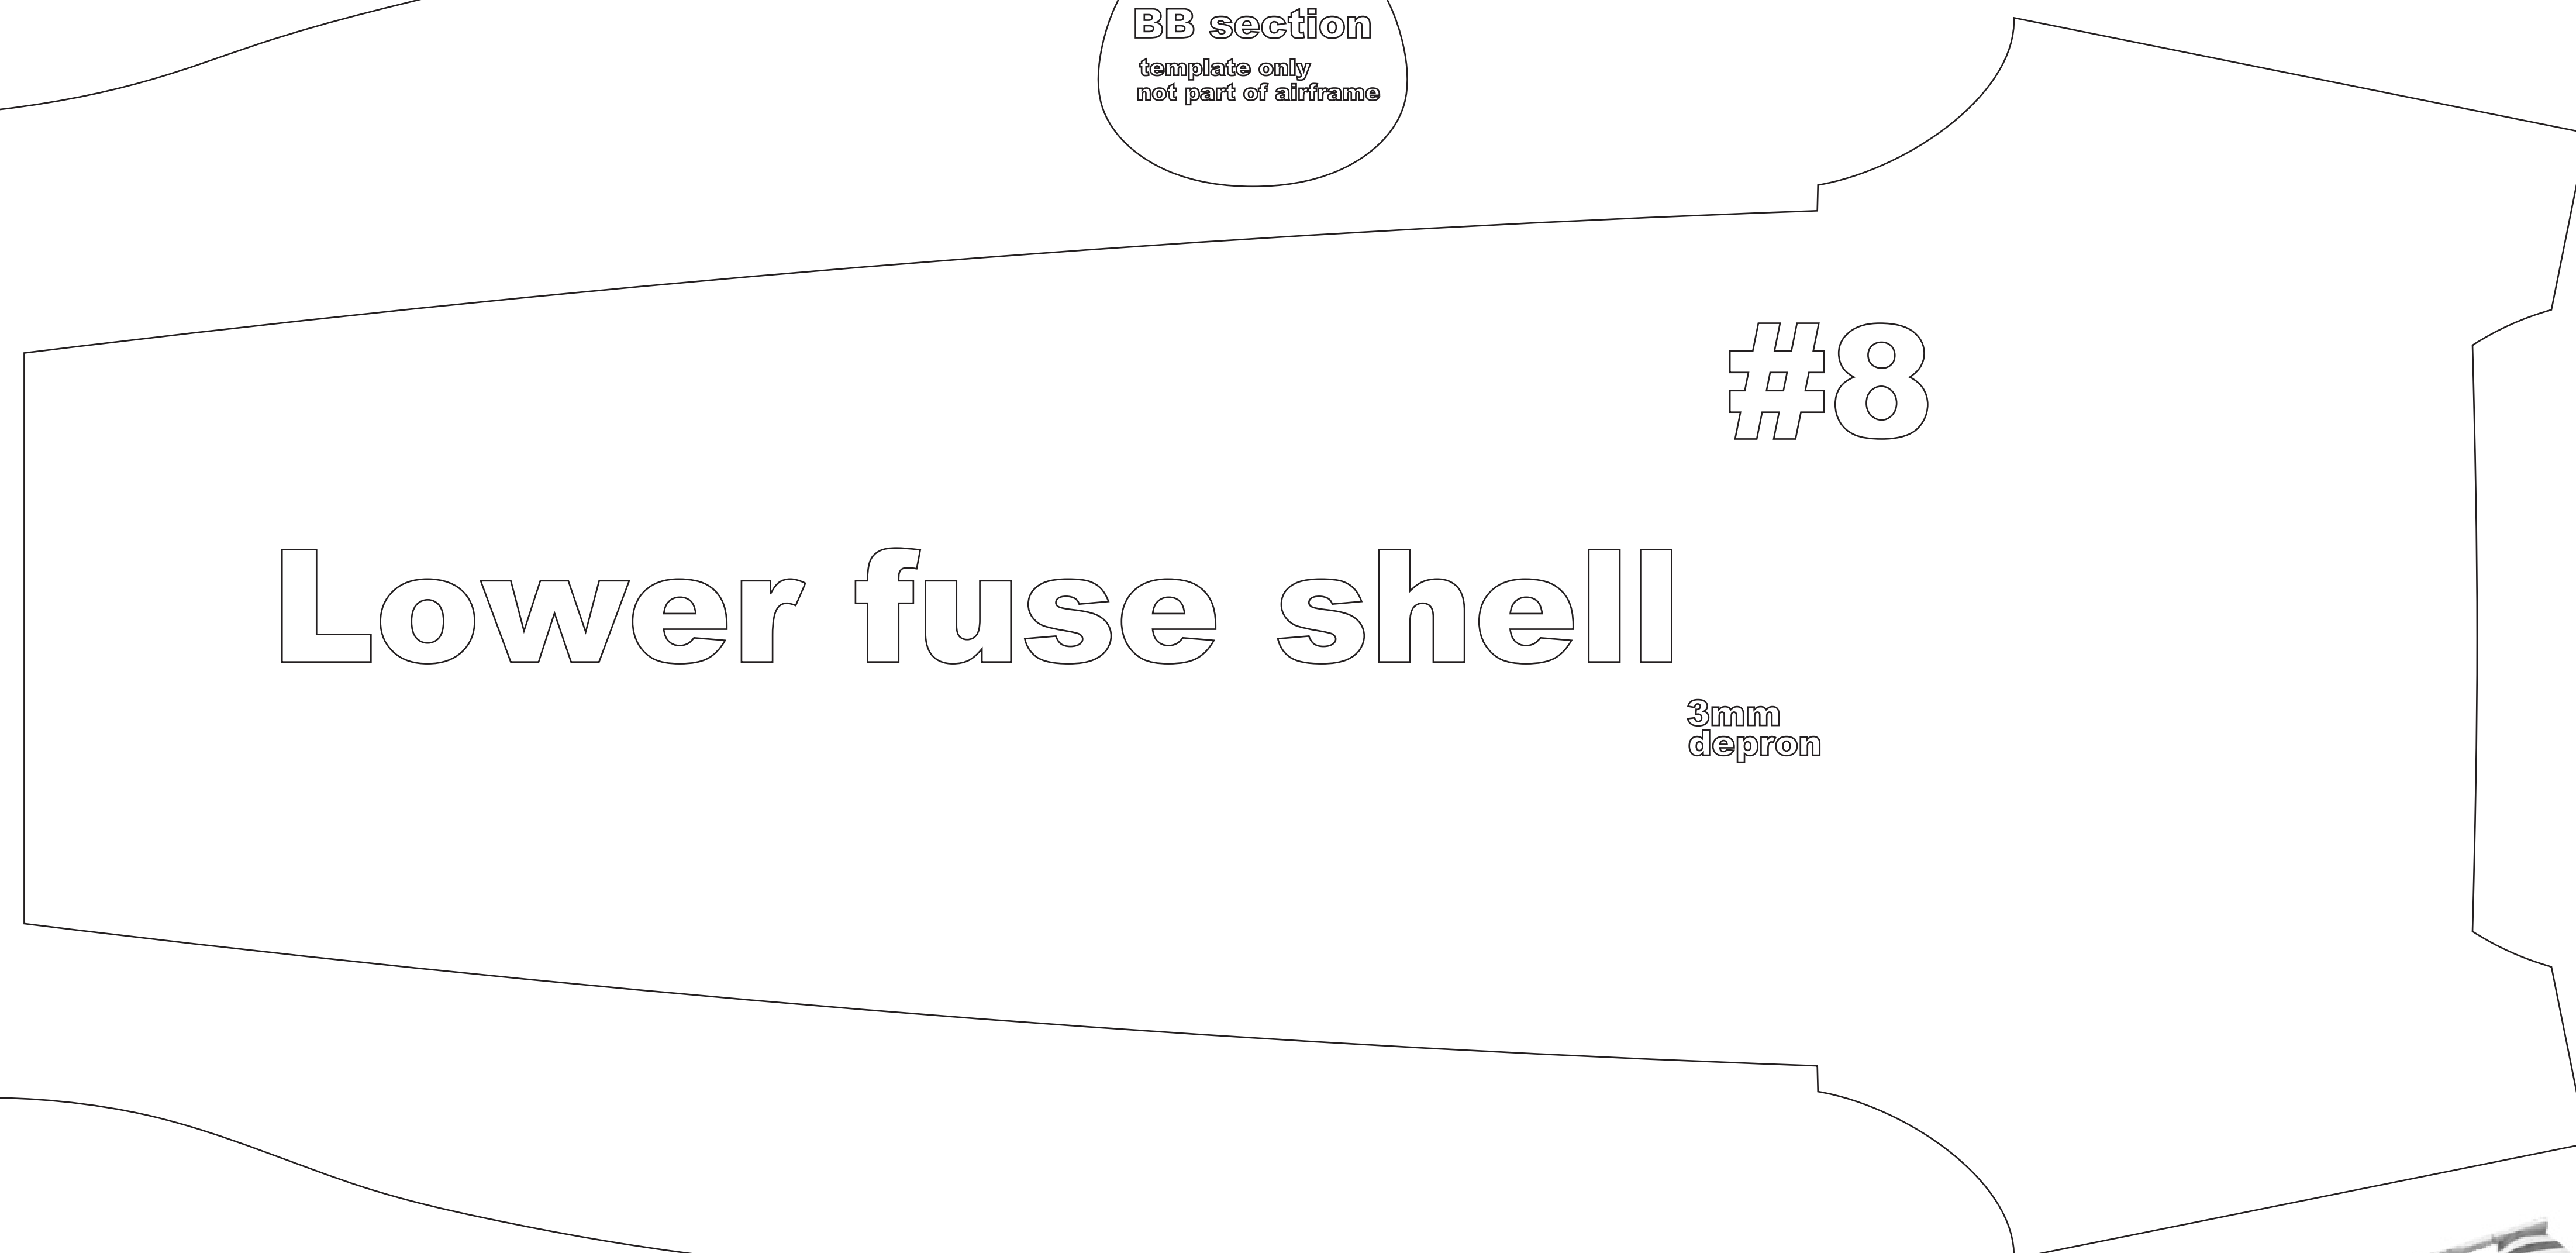 BB section
template only
not part of airframe
#8
Lower fuse shell
3mm
depron